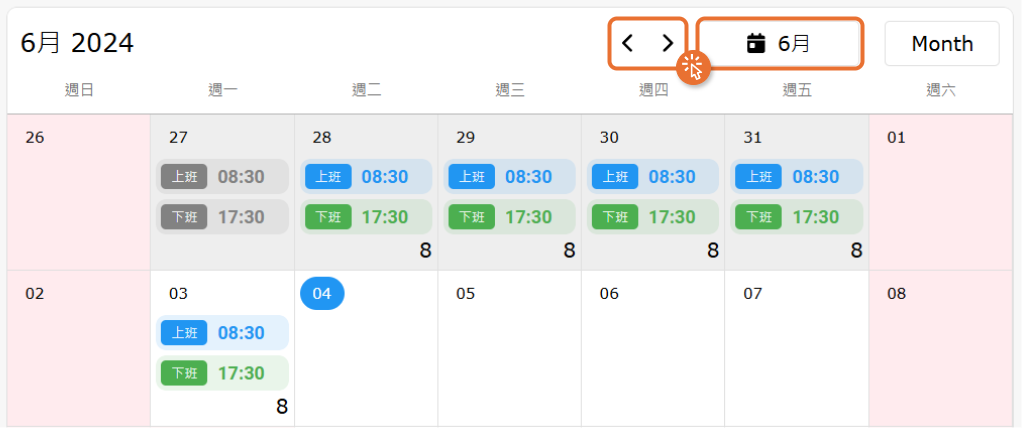 6月 2024 6月 Month
週日 週一 週二 週三 週四 週五 週六
26 27 28 29 30 31 01
上班 08:30 上班 08:30 上班 08:30 上班 08:30 上班 08:30
下班 17:30 下班 17:30 下班 17:30 下班 17:30 下班 17:30
8 8 8 8
02 03 04 05 06 07 08
上班 08:30
下班 17:30
8